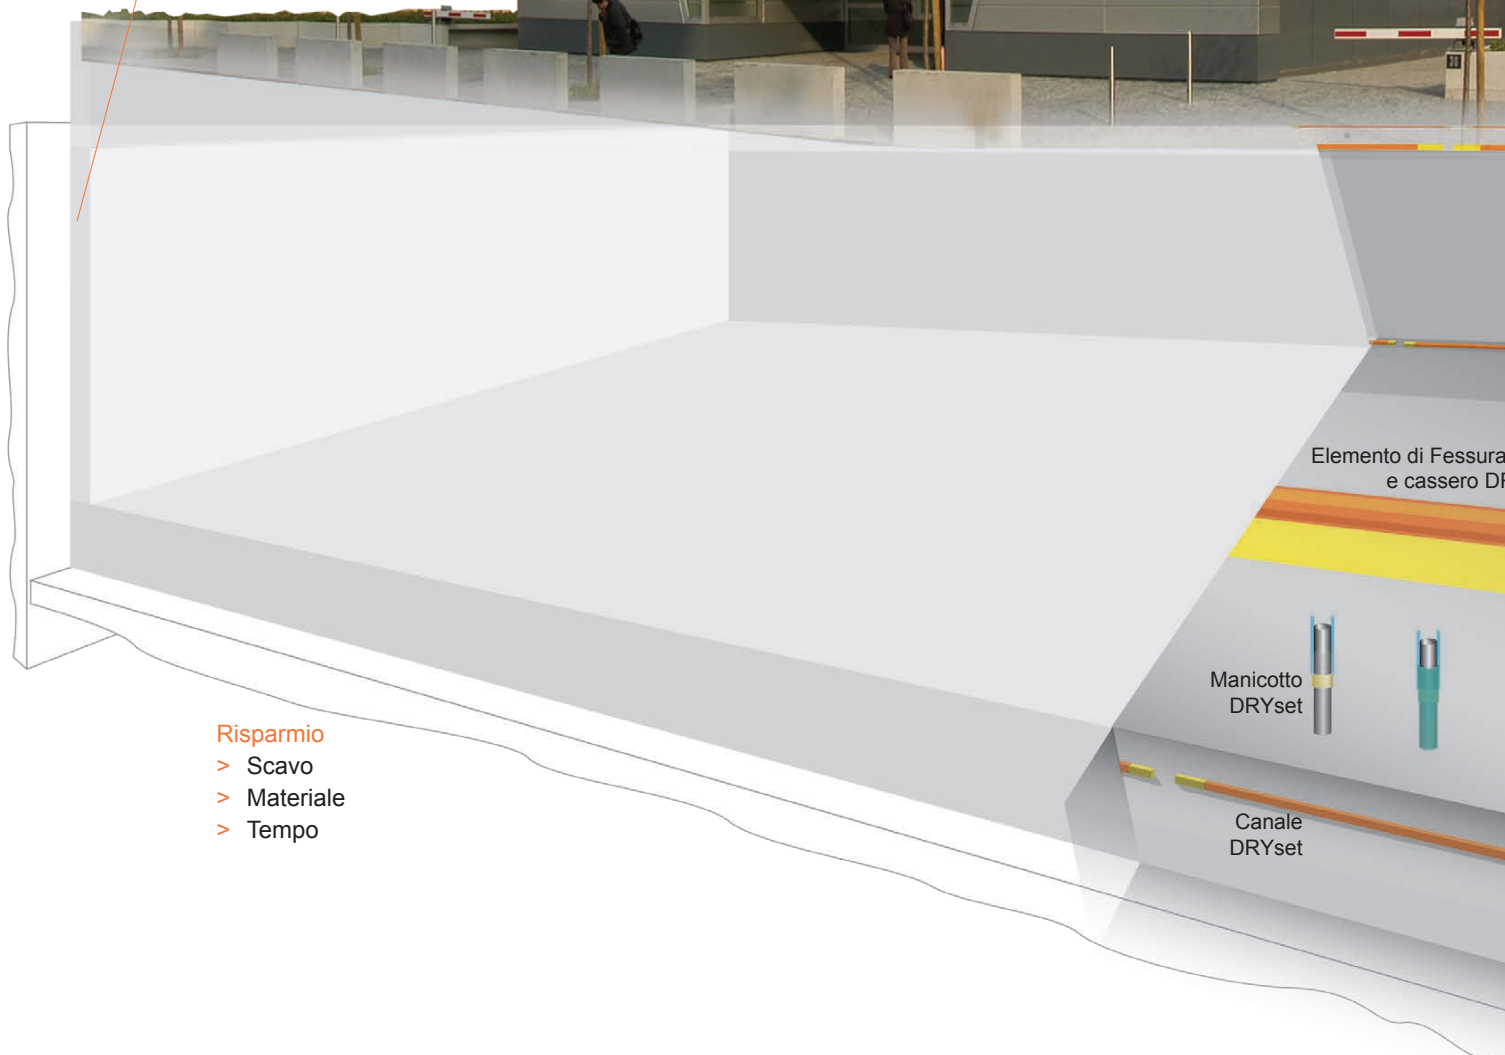 Elemento di Fessura
e cassero
Manicotto
DRYset
Canale
DRYset
Risparmio
> Scavo
> Materiale
> Tempo